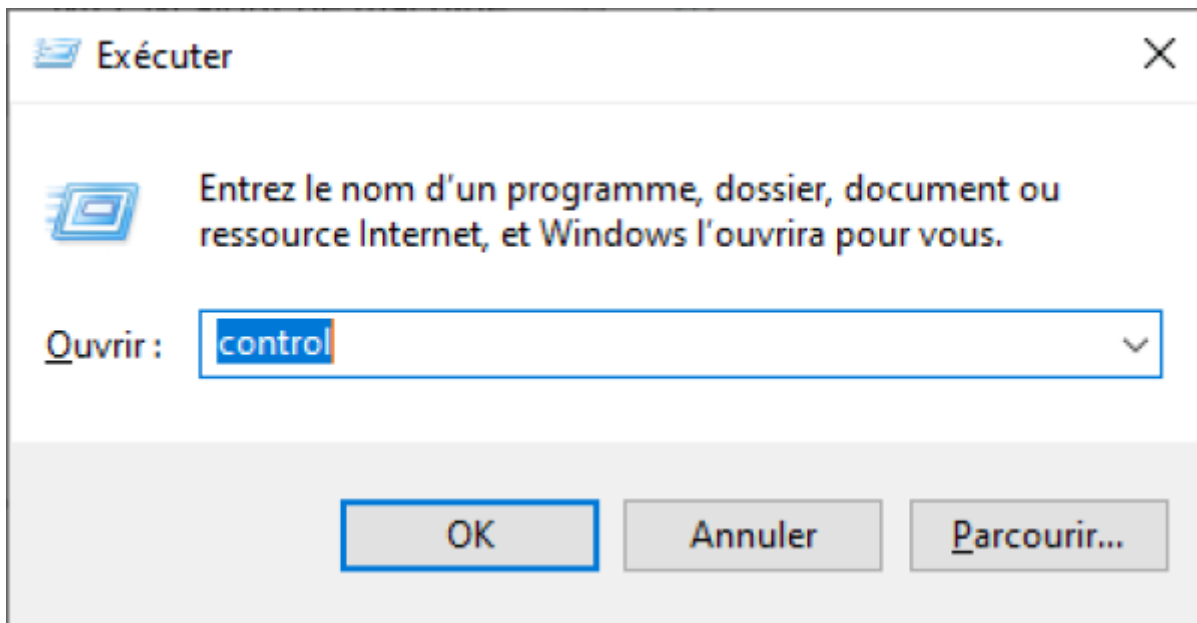 Exécuter
Entrez le nom d'un programme, dossier, document ou
ressource Internet, et Windows l'ouvrira pour vous.
Ouvrir : control
OK Annuler Parcourir...